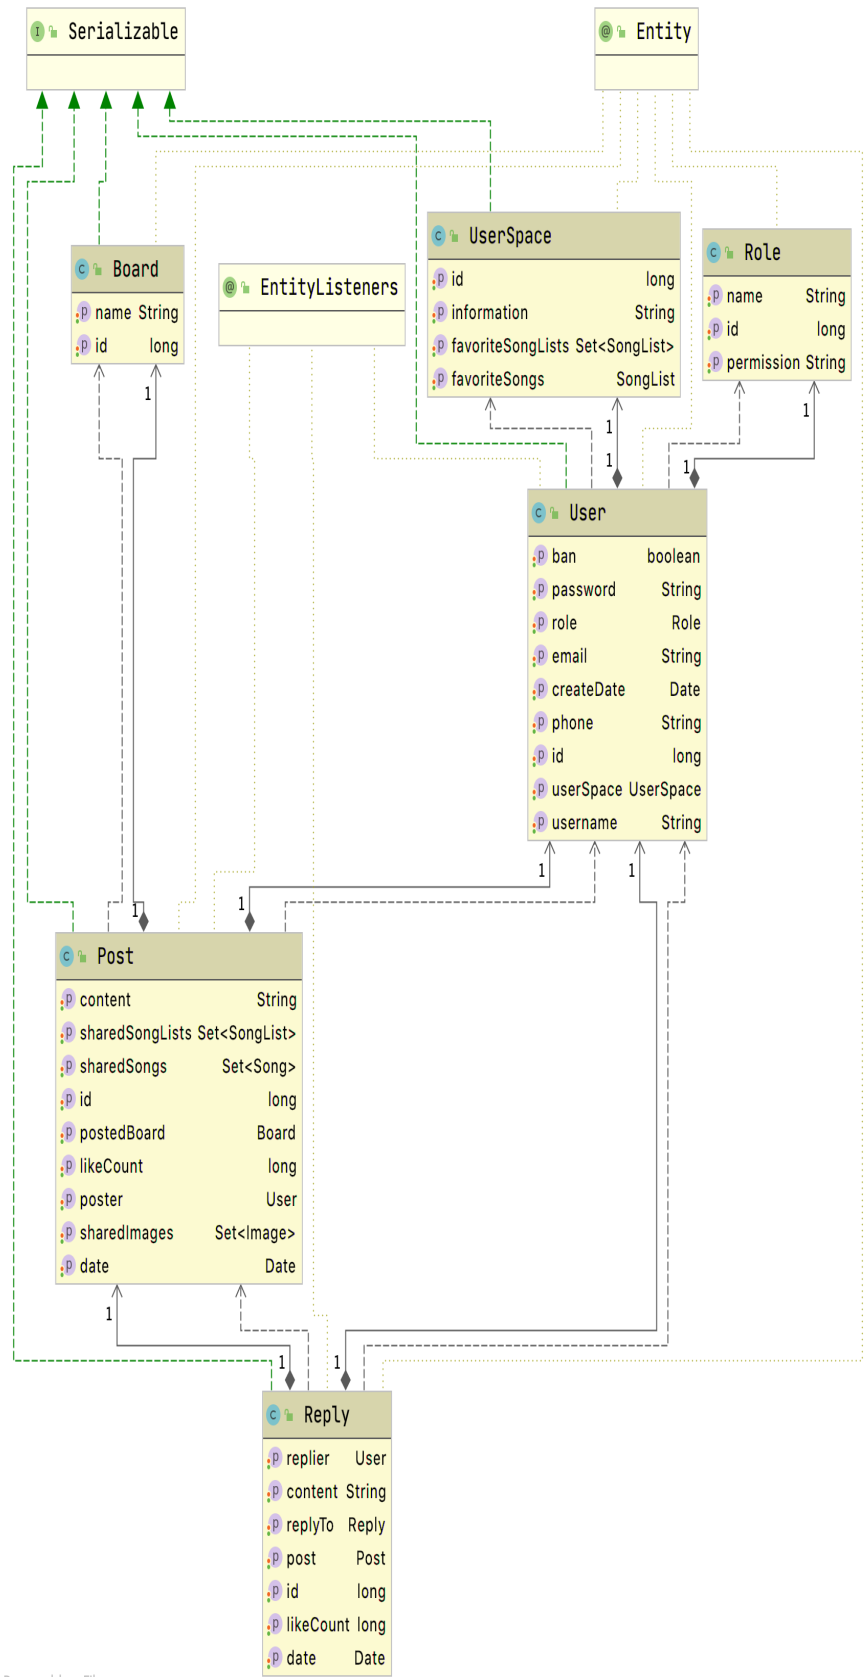 Serializable
Entity
Board
name String
id long
EntityListeners
UserSpace
id long
information String
favoriteSongLists Set<SongList>
favoriteSongs SongList
Role
name String
id long
permission String
1
1
1
1
1
User
ban boolean
password String
role Role
email String
createDate Date
phone String
id long
userSpace UserSpace
username String
1
1
1
1
Post
content String
sharedSongLists Set<SongList>
sharedSongs Set<Song>
id long
postedBoard Board
likeCount long
poster User
sharedImages Set<Image>
date Date
1
1
1
Reply
replier User
content String
replyTo Reply
post Post
id long
likeCount long
date Date